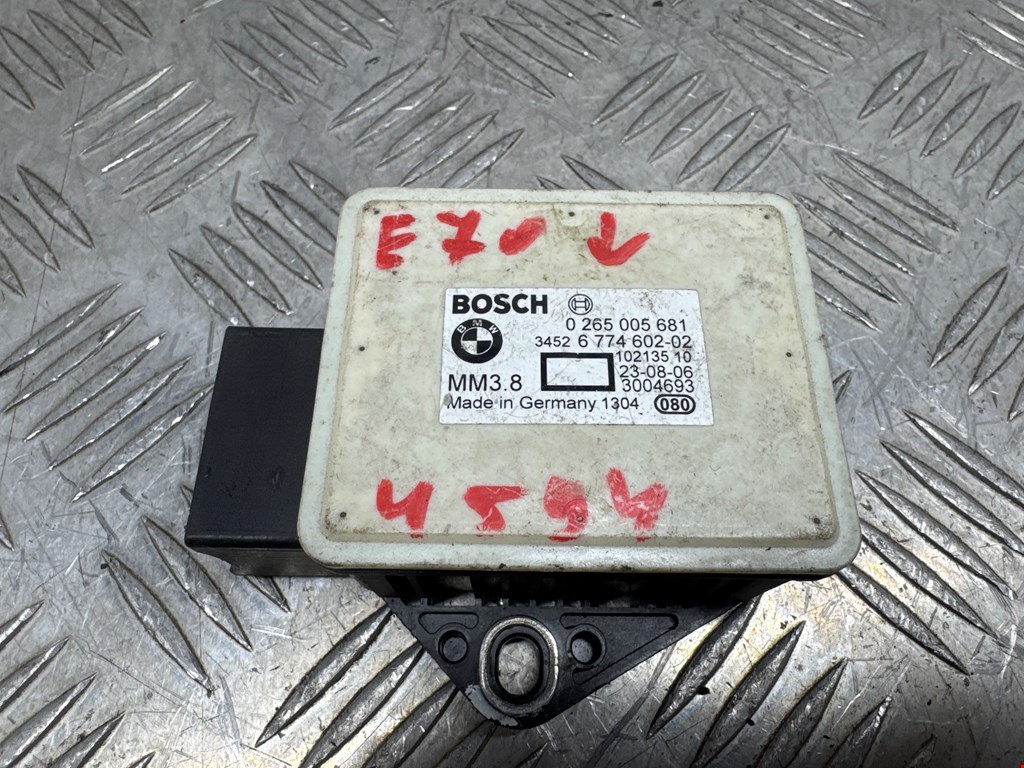 E70 ↓
BOSCH
0 265 005 681
BMW
3452 6 774 602-02
102135 10
23-08-06
MM3.8
3004693
Made in Germany 1304 080
4594